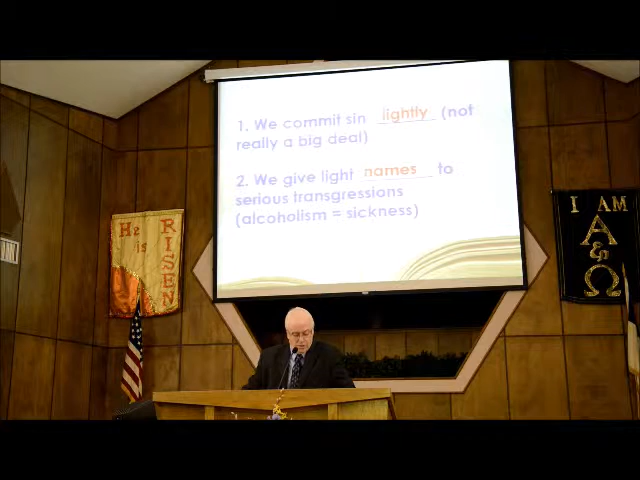 1. We commit sin lightly (not
really a big deal)
2. We give light names to
serious transgressions
(alcoholism = sickness)
He
is
RISEN
I AM
A
&
Ω